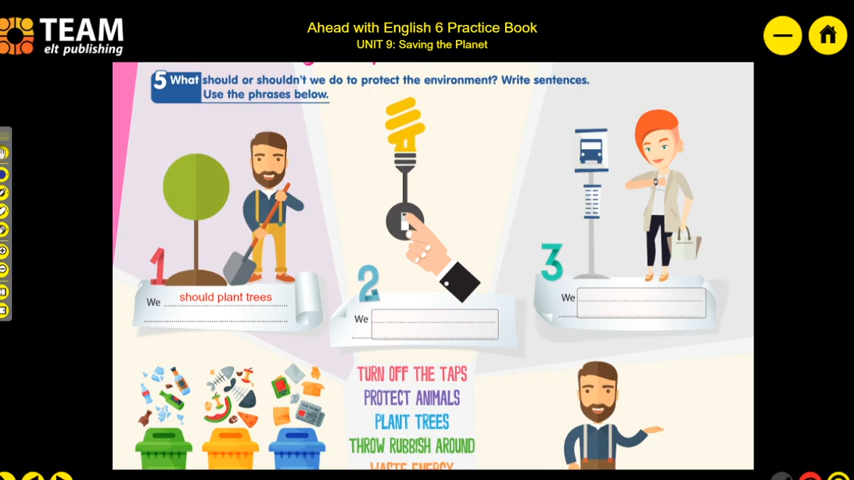 TEAM
elt publishing
Ahead with English 6 Practice Book
UNIT 9: Saving the Planet
5 What should or shouldn't we do to protect the environment? Write sentences.
Use the phrases below.
1
We should plant trees
2
We
3
We
TURN OFF THE TAPS
PROTECT ANIMALS
PLANT TREES
THROW RUBBISH AROUND
WASTE ENERGY